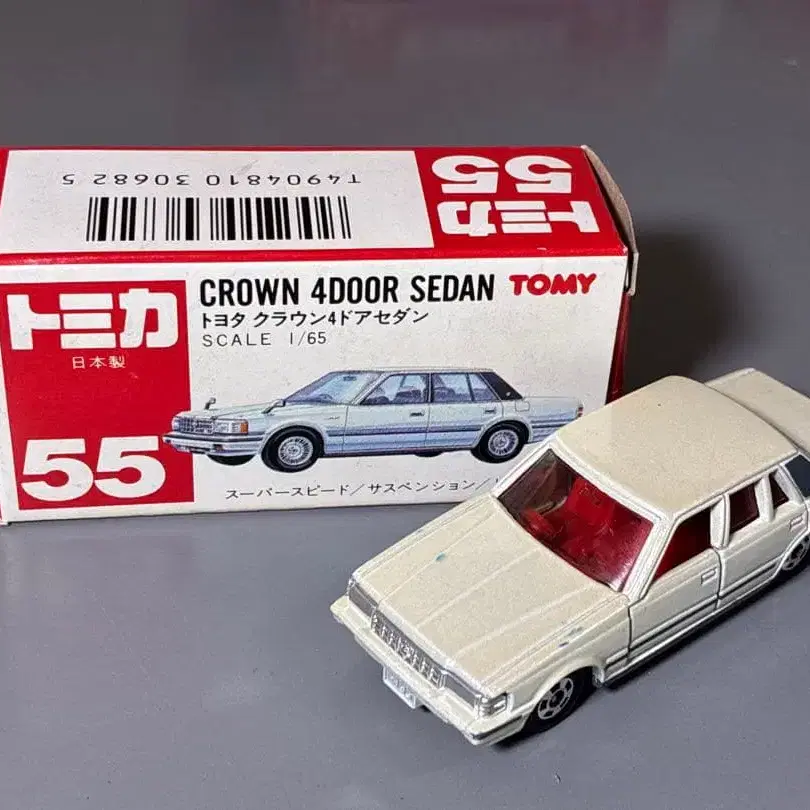 T4904810 30682 5
トミカ
55
CROWN 4DOOR SEDAN
TOMY
トヨタ クラウン4ドアセダン
SCALE 1/65
トミカ
日本製
55
スーパースピード/サスペンション/